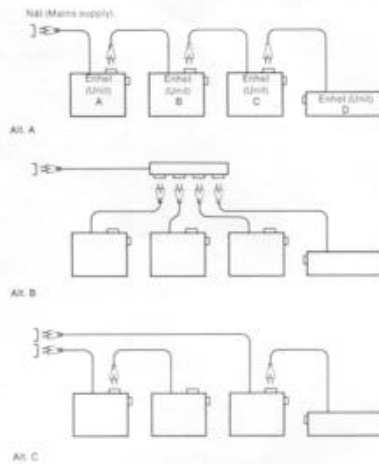 Nät (Mains supply)
Enhet
(Unit)
A
Enhet
(Unit)
B
Enhet
(Unit)
C
Enhet (Unit)
D
Alt. A
Alt. B
Alt. C